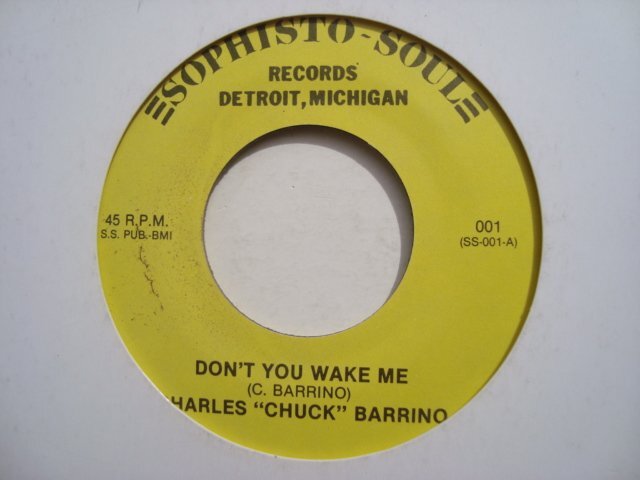 SOPHISTO-SOUL
RECORDS
DETROIT, MICHIGAN
45 R.P.M.
S.S. PUB.-BMI
001
(SS-001-A)
DON'T YOU WAKE ME
(C. BARRINO)
HARLES "CHUCK" BARRINO